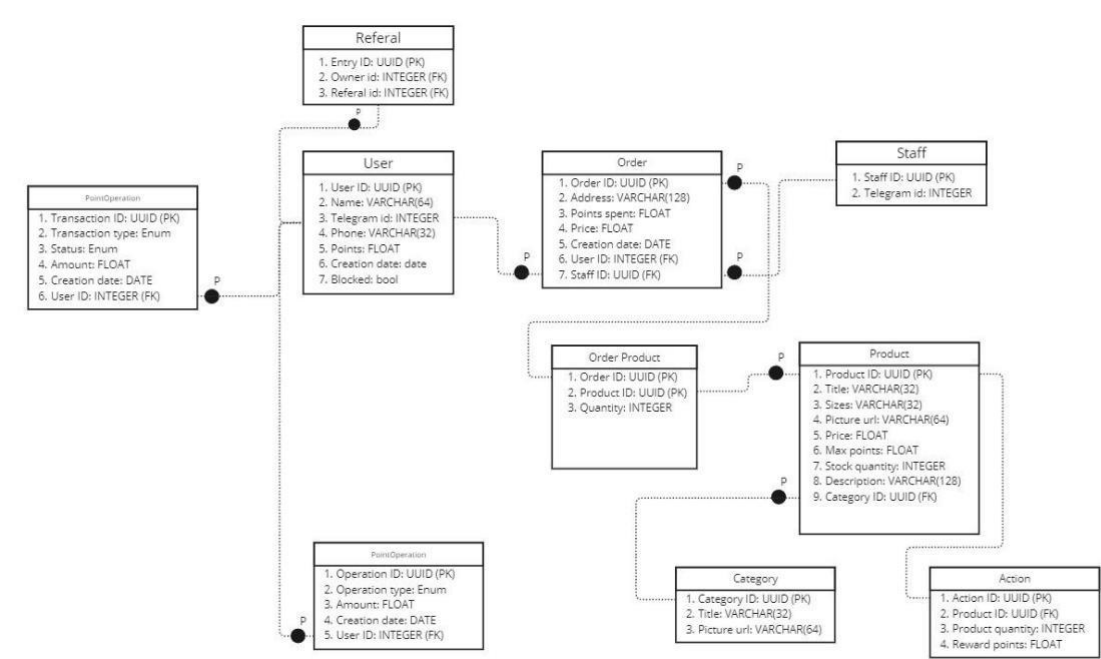 Referal
1. Entry ID: UUID (PK)
2. Owner id: INTEGER (FK)
3. Referal id: INTEGER (FK)
P
User
1. User ID: UUID (PK)
2. Name: VARCHAR(64)
3. Telegram id: INTEGER
4. Phone: VARCHAR(32)
5. Points: FLOAT
6. Creation date: date
7. Blocked: bool
Order
1. Order ID: UUID (PK)
2. Address: VARCHAR(128)
3. Points spent: FLOAT
4. Price: FLOAT
5. Creation date: DATE
6. User ID: INTEGER (FK)
7. Staff ID: UUID (FK)
P
P
P
Staff
1. Staff ID: UUID (PK)
2. Telegram id: INTEGER
PointOperation
1. Transaction ID: UUID (PK)
2. Transaction type: Enum
3. Status: Enum
4. Amount: FLOAT
5. Creation date: DATE
6. User ID: INTEGER (FK)
P
Order Product
1. Order ID: UUID (PK)
2. Product ID: UUID (PK)
3. Quantity: INTEGER
P
Product
1. Product ID: UUID (PK)
2. Title: VARCHAR(32)
3. Sizes: VARCHAR(32)
4. Picture url: VARCHAR(64)
5. Price: FLOAT
6. Max points: FLOAT
7. Stock quantity: INTEGER
8. Description: VARCHAR(128)
9. Category ID: UUID (FK)
P
PointOperation
1. Operation ID: UUID (PK)
2. Operation type: Enum
3. Amount: FLOAT
4. Creation date: DATE
5. User ID: INTEGER (FK)
P
Category
1. Category ID: UUID (PK)
2. Title: VARCHAR(32)
3. Picture url: VARCHAR(64)
Action
1. Action ID: UUID (PK)
2. Product ID: UUID (FK)
3. Product quantity: INTEGER
4. Reward points: FLOAT